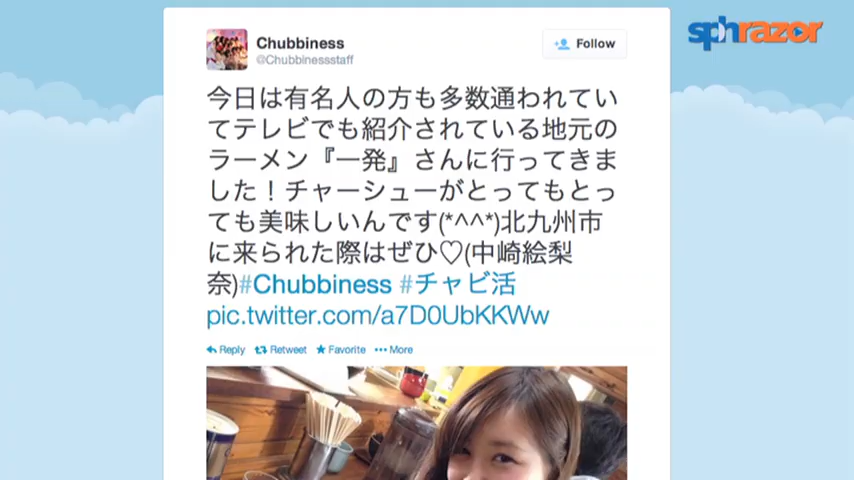 sphrazor
Chubbiness
@Chubbinessstaff
Follow
今日は有名人の方も多数通われてい
てテレビでも紹介されている地元の
ラーメン『一発』さんに行ってきま
した！チャーシューがとってもとっ
ても美味しいんです(*^^*)北九州市
に来られた際はぜひ♡(中崎絵梨
奈)#Chubbiness #チャビ活
pic.twitter.com/a7D0UbKKWw
Reply Retweet Favorite More